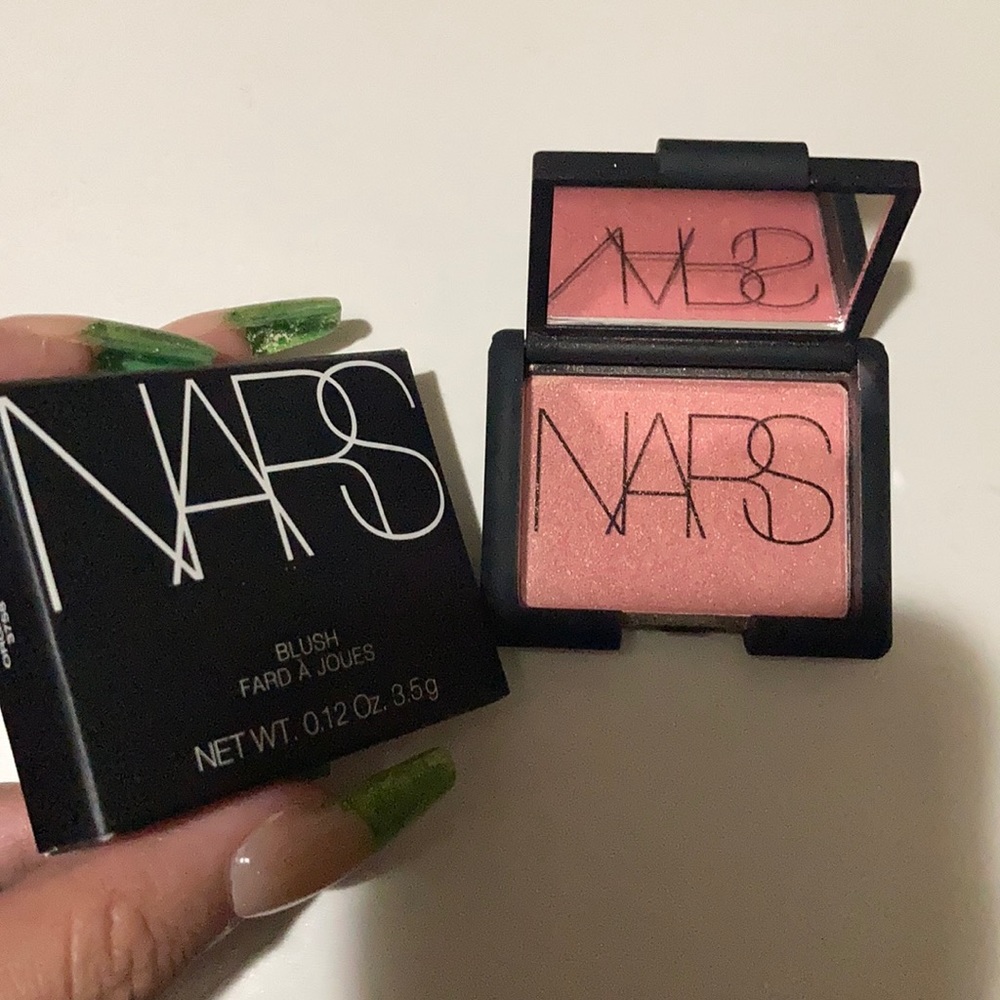 NARS
BLUSH
FARD À JOUES
NET WT. 0.12 Oz. 3.5g
NARS
NARS